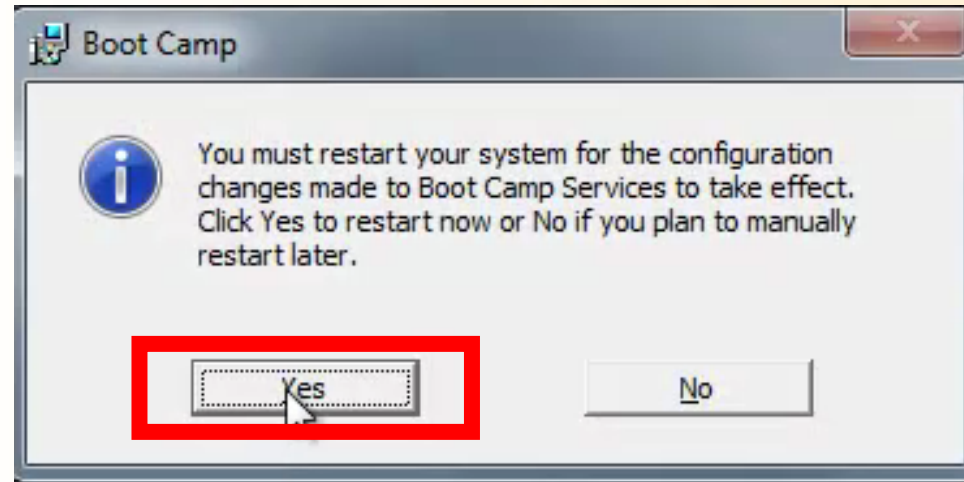 Boot Camp
You must restart your system for the configuration
changes made to Boot Camp Services to take effect.
Click Yes to restart now or No if you plan to manually
restart later.
Yes
No